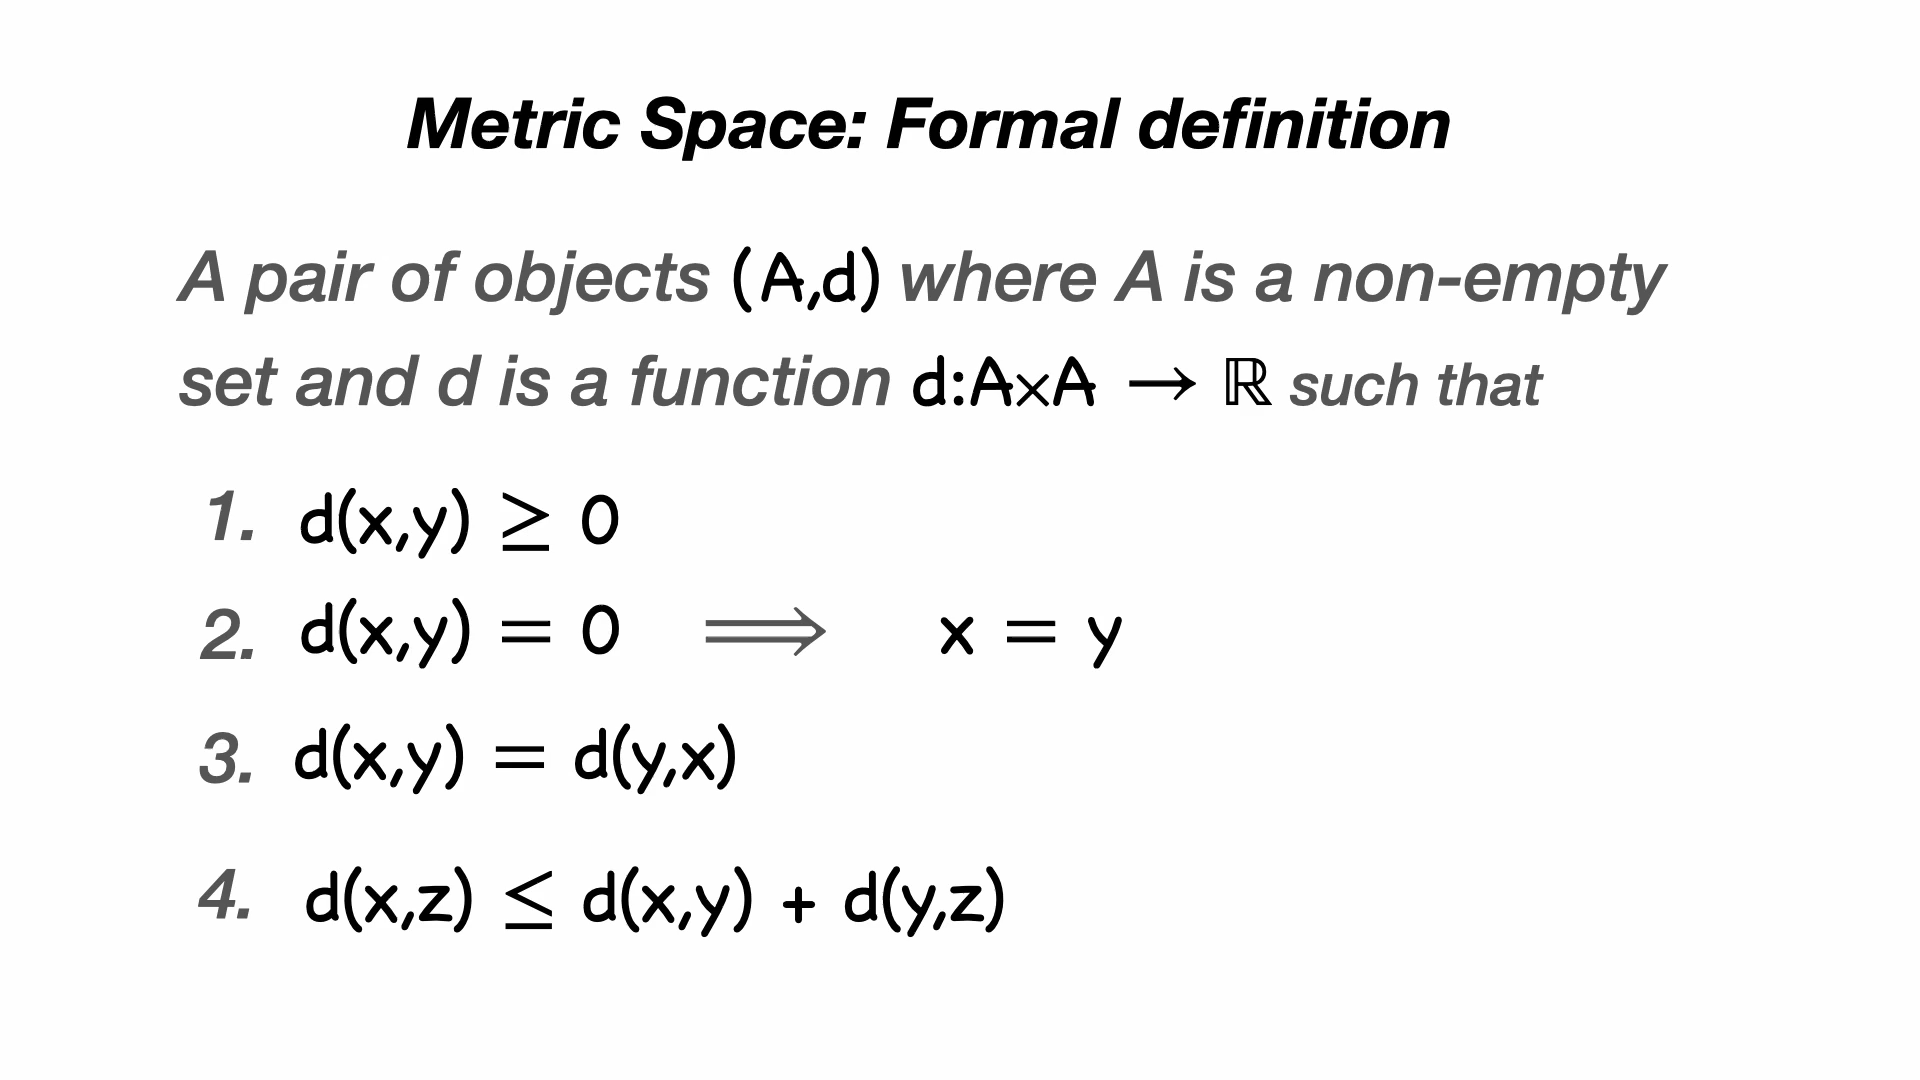 Metric Space: Formal definition
A pair of objects (A,d) where A is a non-empty
set and d is a function d:A×A → ℝ such that
1. d(x,y) ≥ 0
2. d(x,y) = 0 ⟹ x = y
3. d(x,y) = d(y,x)
4. d(x,z) ≤ d(x,y) + d(y,z)